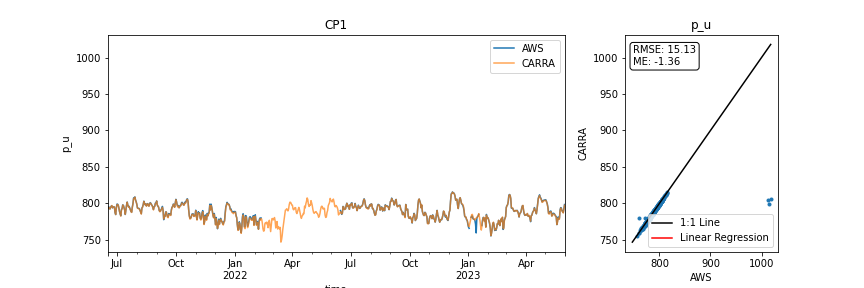 CP1
p_u
1000
950
900
850
800
750
p_u
AWS
CARRA
Jul
Oct
Jan
2022
Apr
Jul
Oct
Jan
2023
Apr
1000
950
900
850
800
750
CARRA
RMSE: 15.13
ME: -1.36
1:1 Line
Linear Regression
800
900
1000
AWS